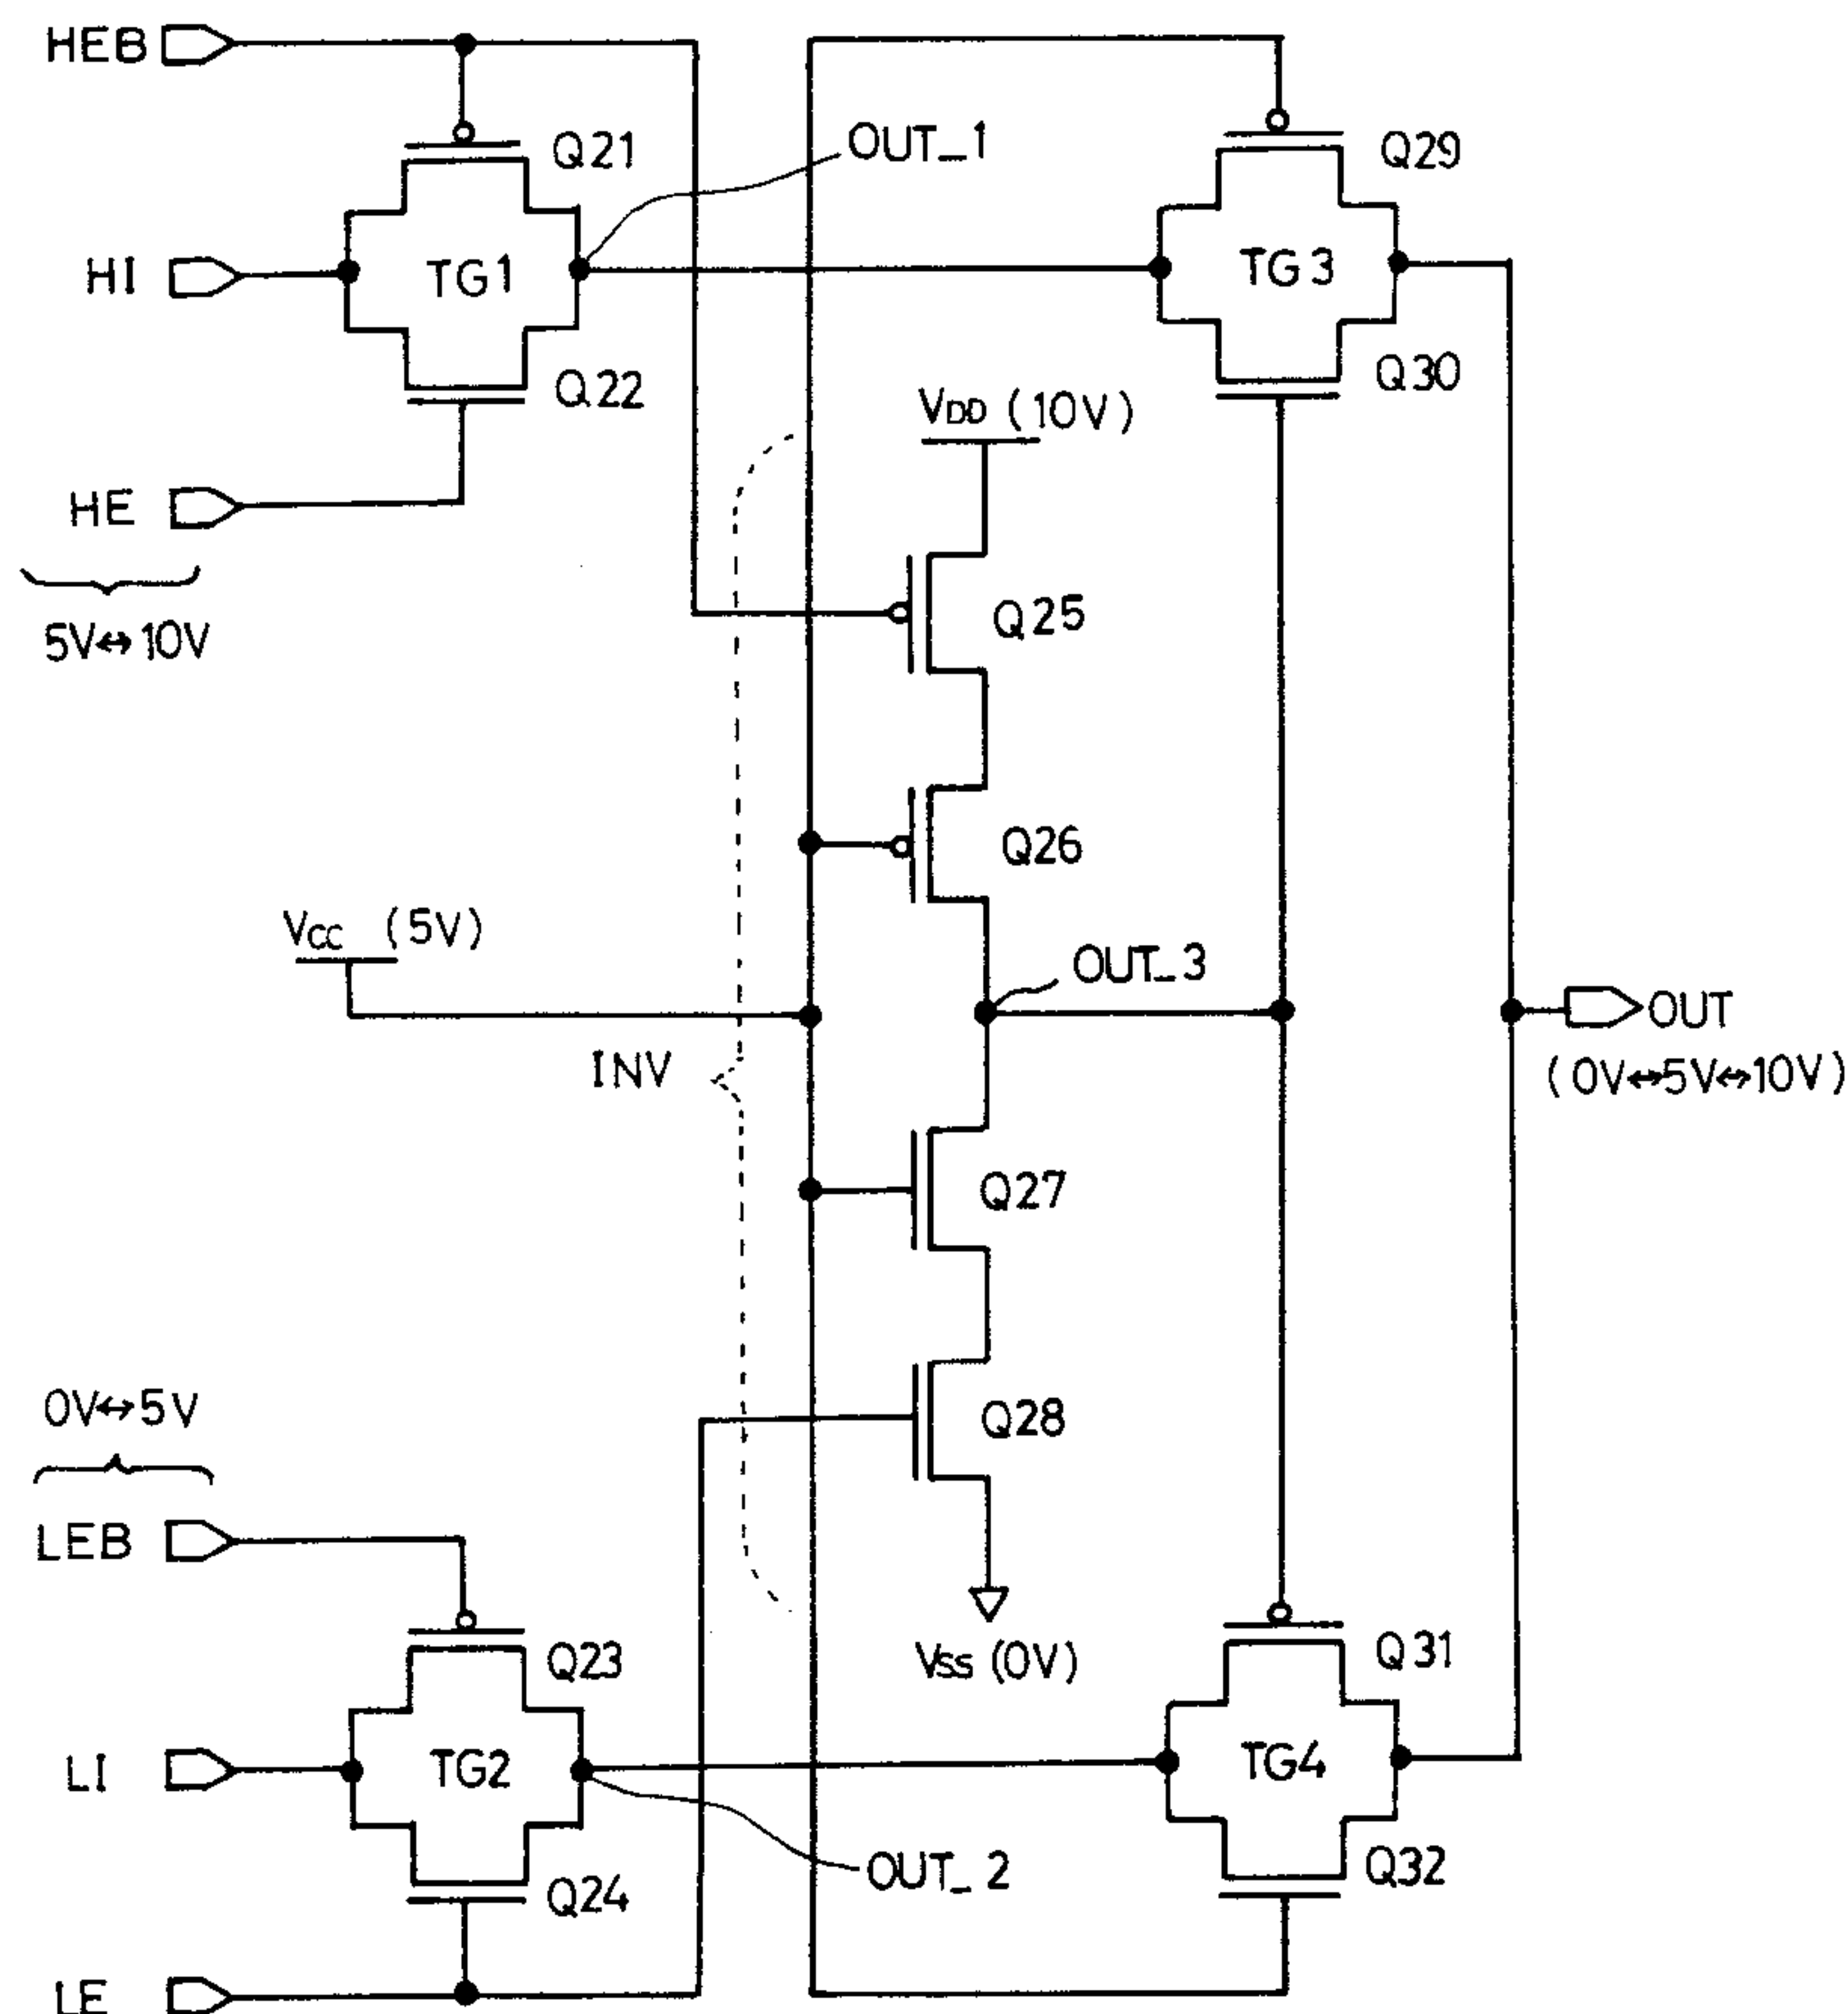 HEB
Q21
OUT_1
Q29
HI
TG1
TG3
Q22
Q30
VDD (10V)
HE
5V↔10V
Q25
Q26
VCC (5V)
OUT_3
OUT
INV
(0V↔5V↔10V)
Q27
0V↔5V
Q28
LEB
Q23
VSS (0V)
Q31
LI
TG2
TG4
OUT_2
Q32
Q24
LE